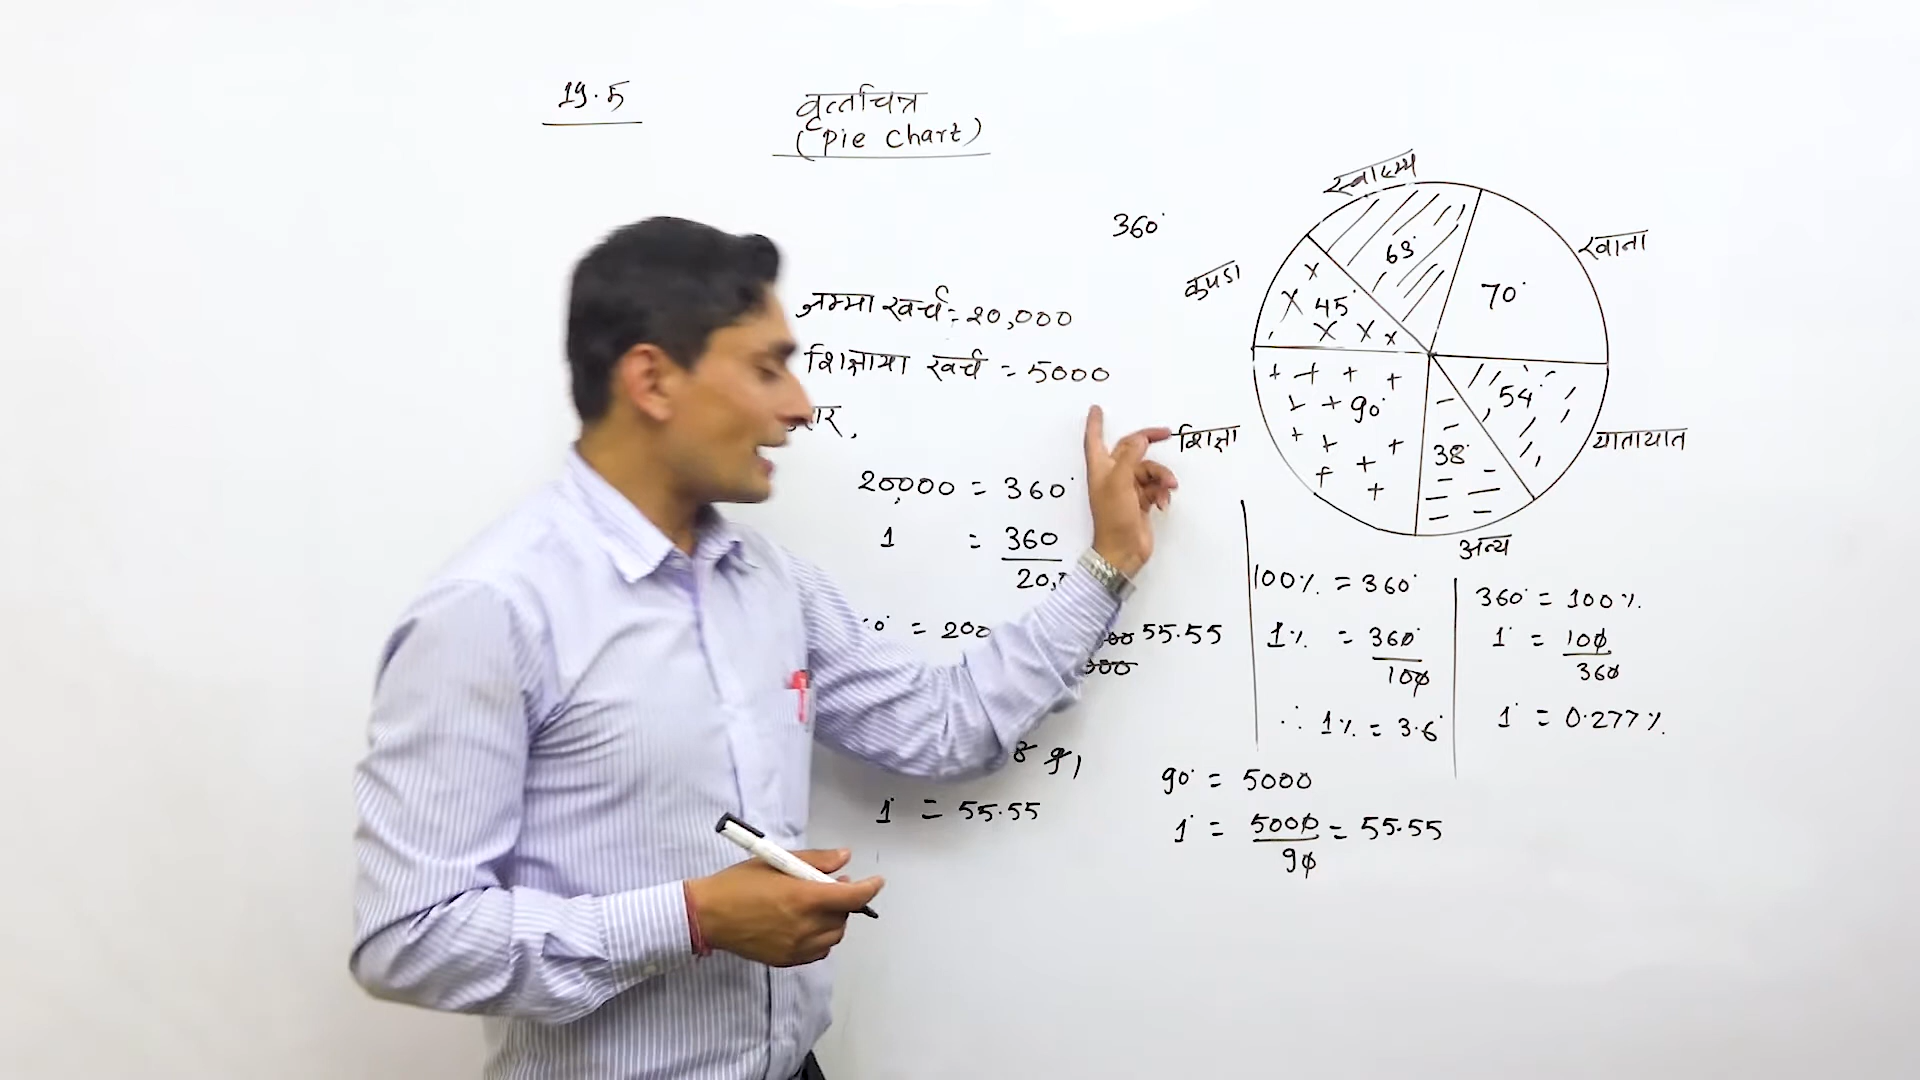 19.5
वृत्तचित्र
(Pie Chart)
360°
जम्मा खर्च = 20,000
शिक्षामा खर्च = 5000
20,000 = 360°
1 = 360
20,
= 200
55.55
1° = 55.55
स्वास्थ्य
खाना
कपडा
शिक्षा
यातायात
अन्य
63°
70°
45°
90°
54°
38°
100% = 360°
1% = 360°
100
∴ 1% = 3.6°
360° = 100%
1° = 100
360
1° = 0.277%
90° = 5000
1° = 5000 = 55.55
90